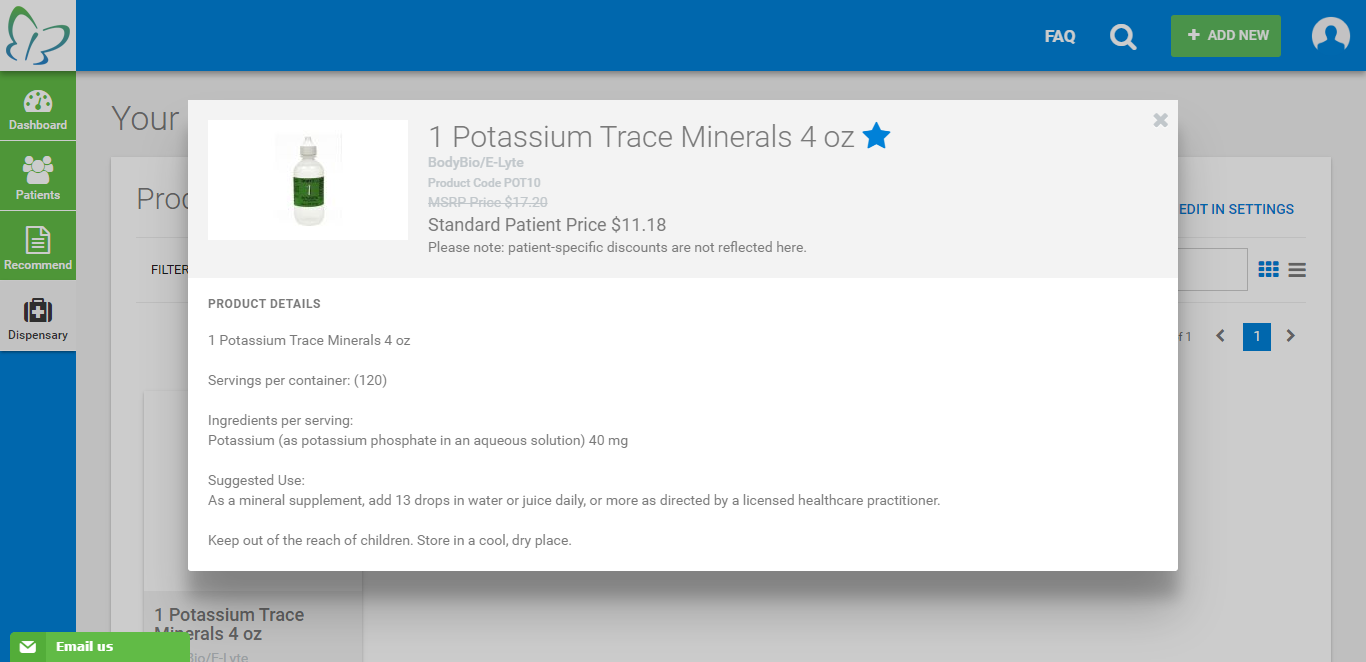 FAQ
ADD NEW
Dashboard
Patients
Recommend
Dispensary
Your
EDIT IN SETTINGS
FILTER
1
1 Potassium Trace Minerals 4 oz
BodyBio/E-Lyte
Product Code POT10
MSRP Price $17.20
Standard Patient Price $11.18
Please note: patient-specific discounts are not reflected here.
1
PRODUCT DETAILS
1 Potassium Trace Minerals 4 oz
Servings per container: (120)
Ingredients per serving:
Potassium (as potassium phosphate in an aqueous solution) 40 mg
Suggested Use:
As a mineral supplement, add 13 drops in water or juice daily, or more as directed by a licensed healthcare practitioner.
Keep out of the reach of children. Store in a cool, dry place.
1 Potassium Trace
Minerals 4 oz
Email us